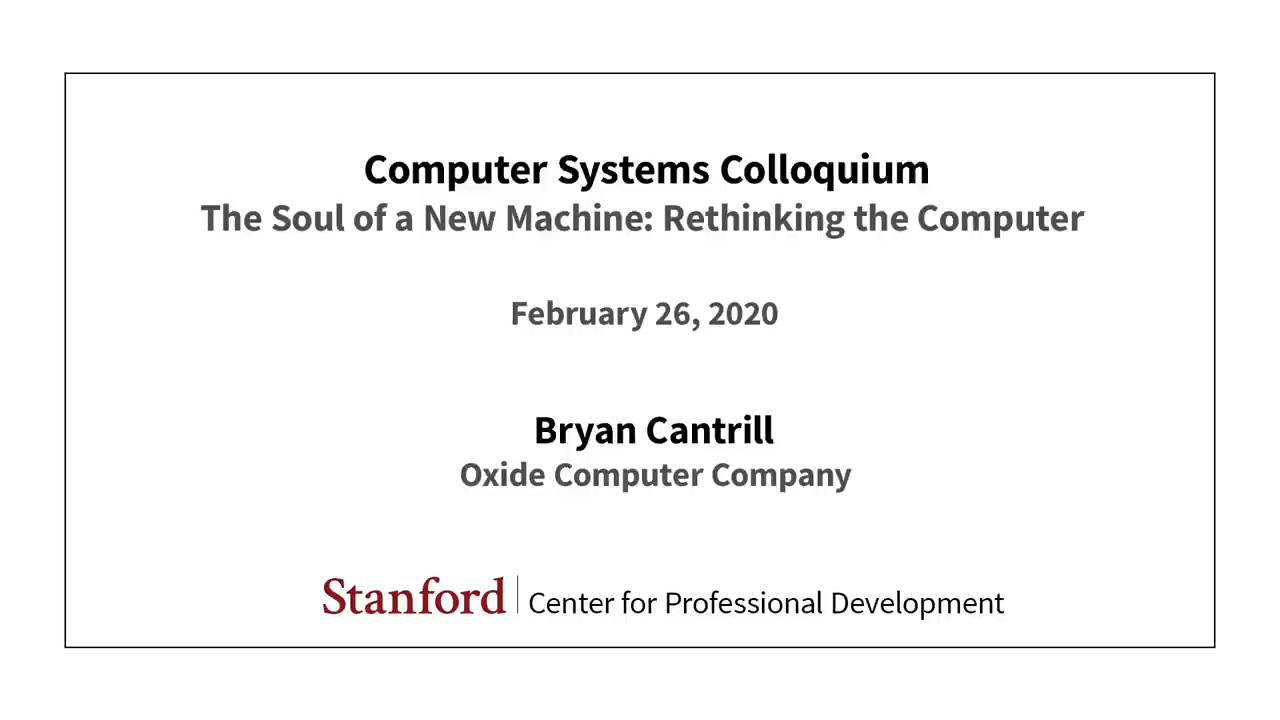 Computer Systems Colloquium
The Soul of a New Machine: Rethinking the Computer
February 26, 2020
Bryan Cantrill
Oxide Computer Company
Stanford | Center for Professional Development